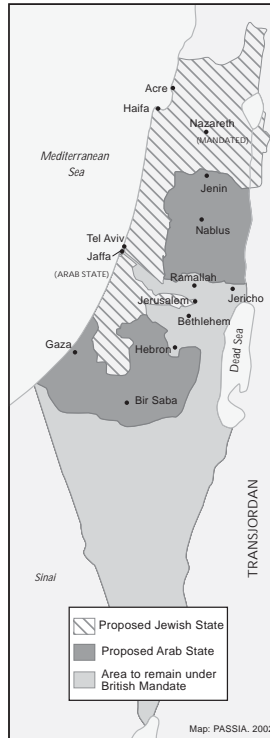 Acre
Haifa
Nazareth
(MANDATED)
Mediterranean
Sea
Jenin
Nablus
Tel Aviv
Jaffa
(ARAB STATE)
Ramallah
Jerusalem
Jericho
Bethlehem
Gaza
Hebron
Dead Sea
Bir Saba
TRANSJORDAN
Sinai
Proposed Jewish State
Proposed Arab State
Area to remain under
British Mandate
Map: PASSIA. 2002